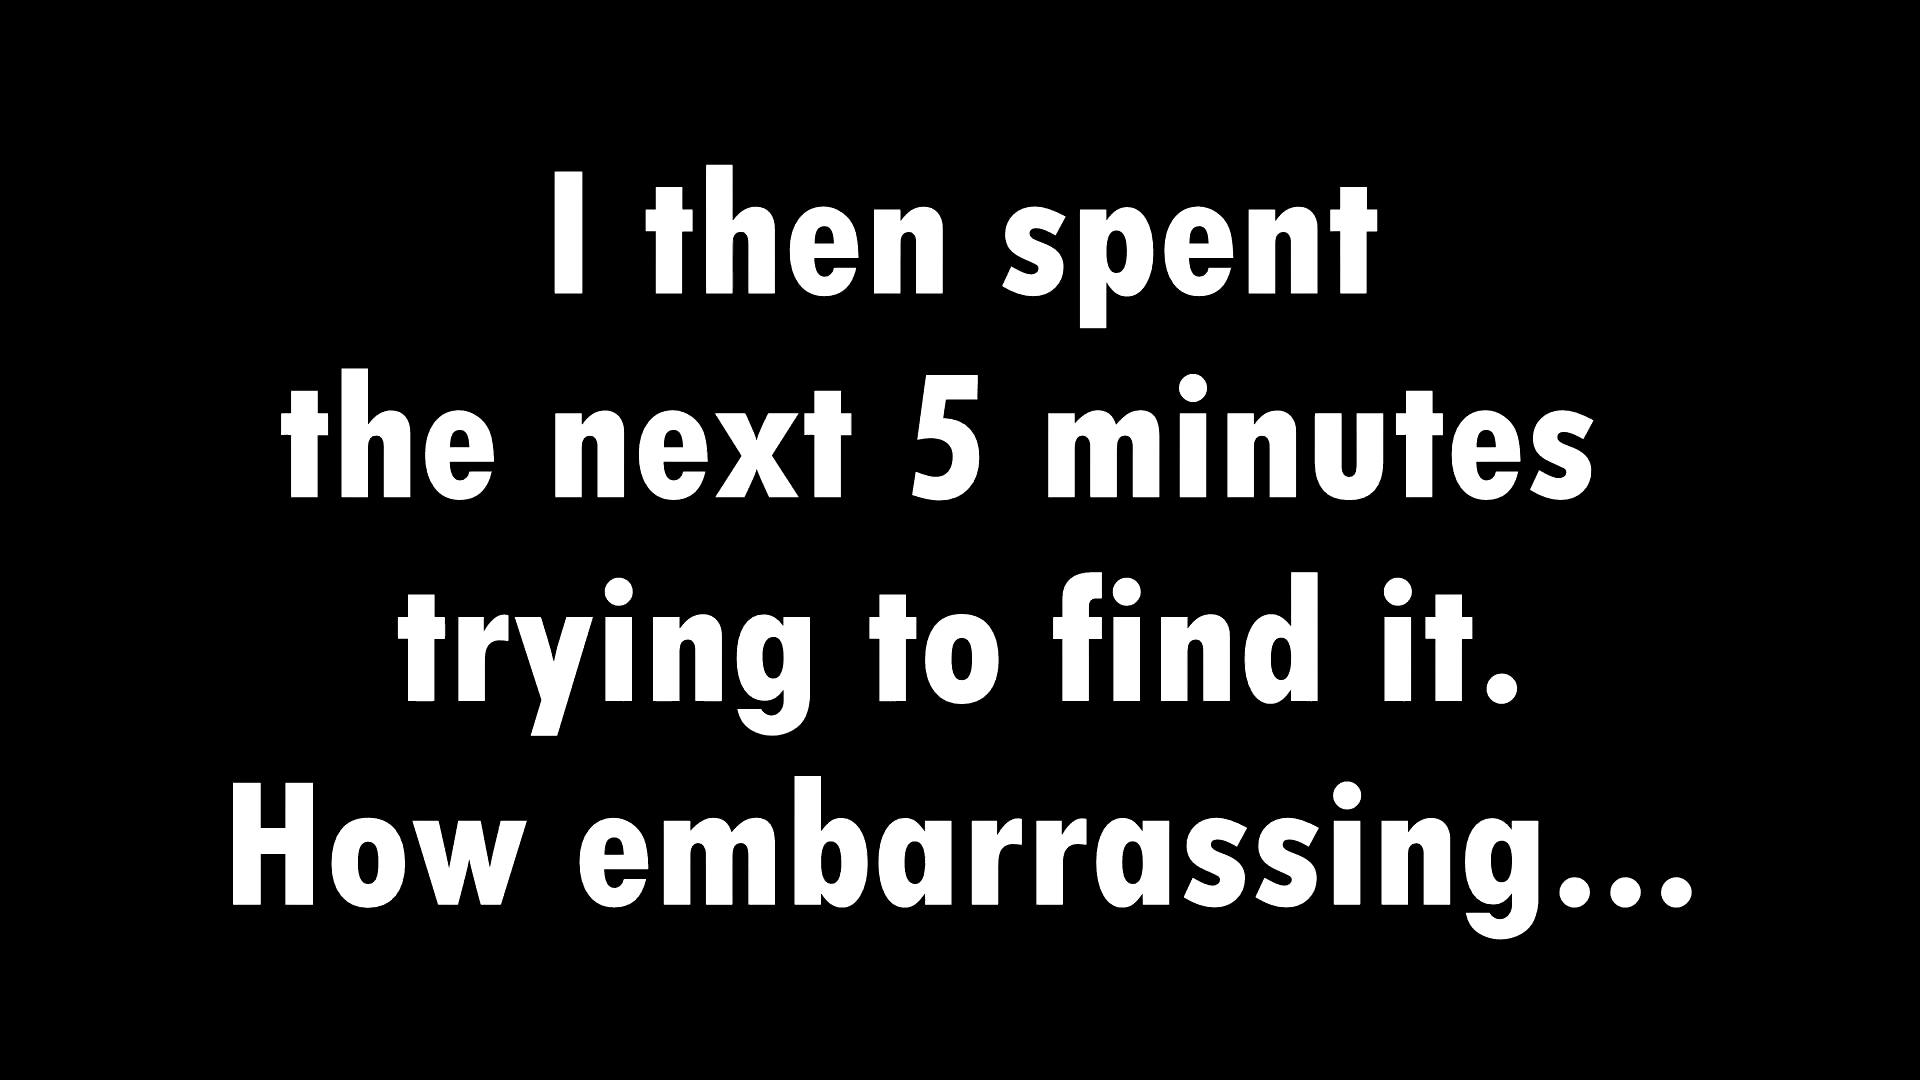 I then spent
the next 5 minutes
trying to find it.
How embarrassing...